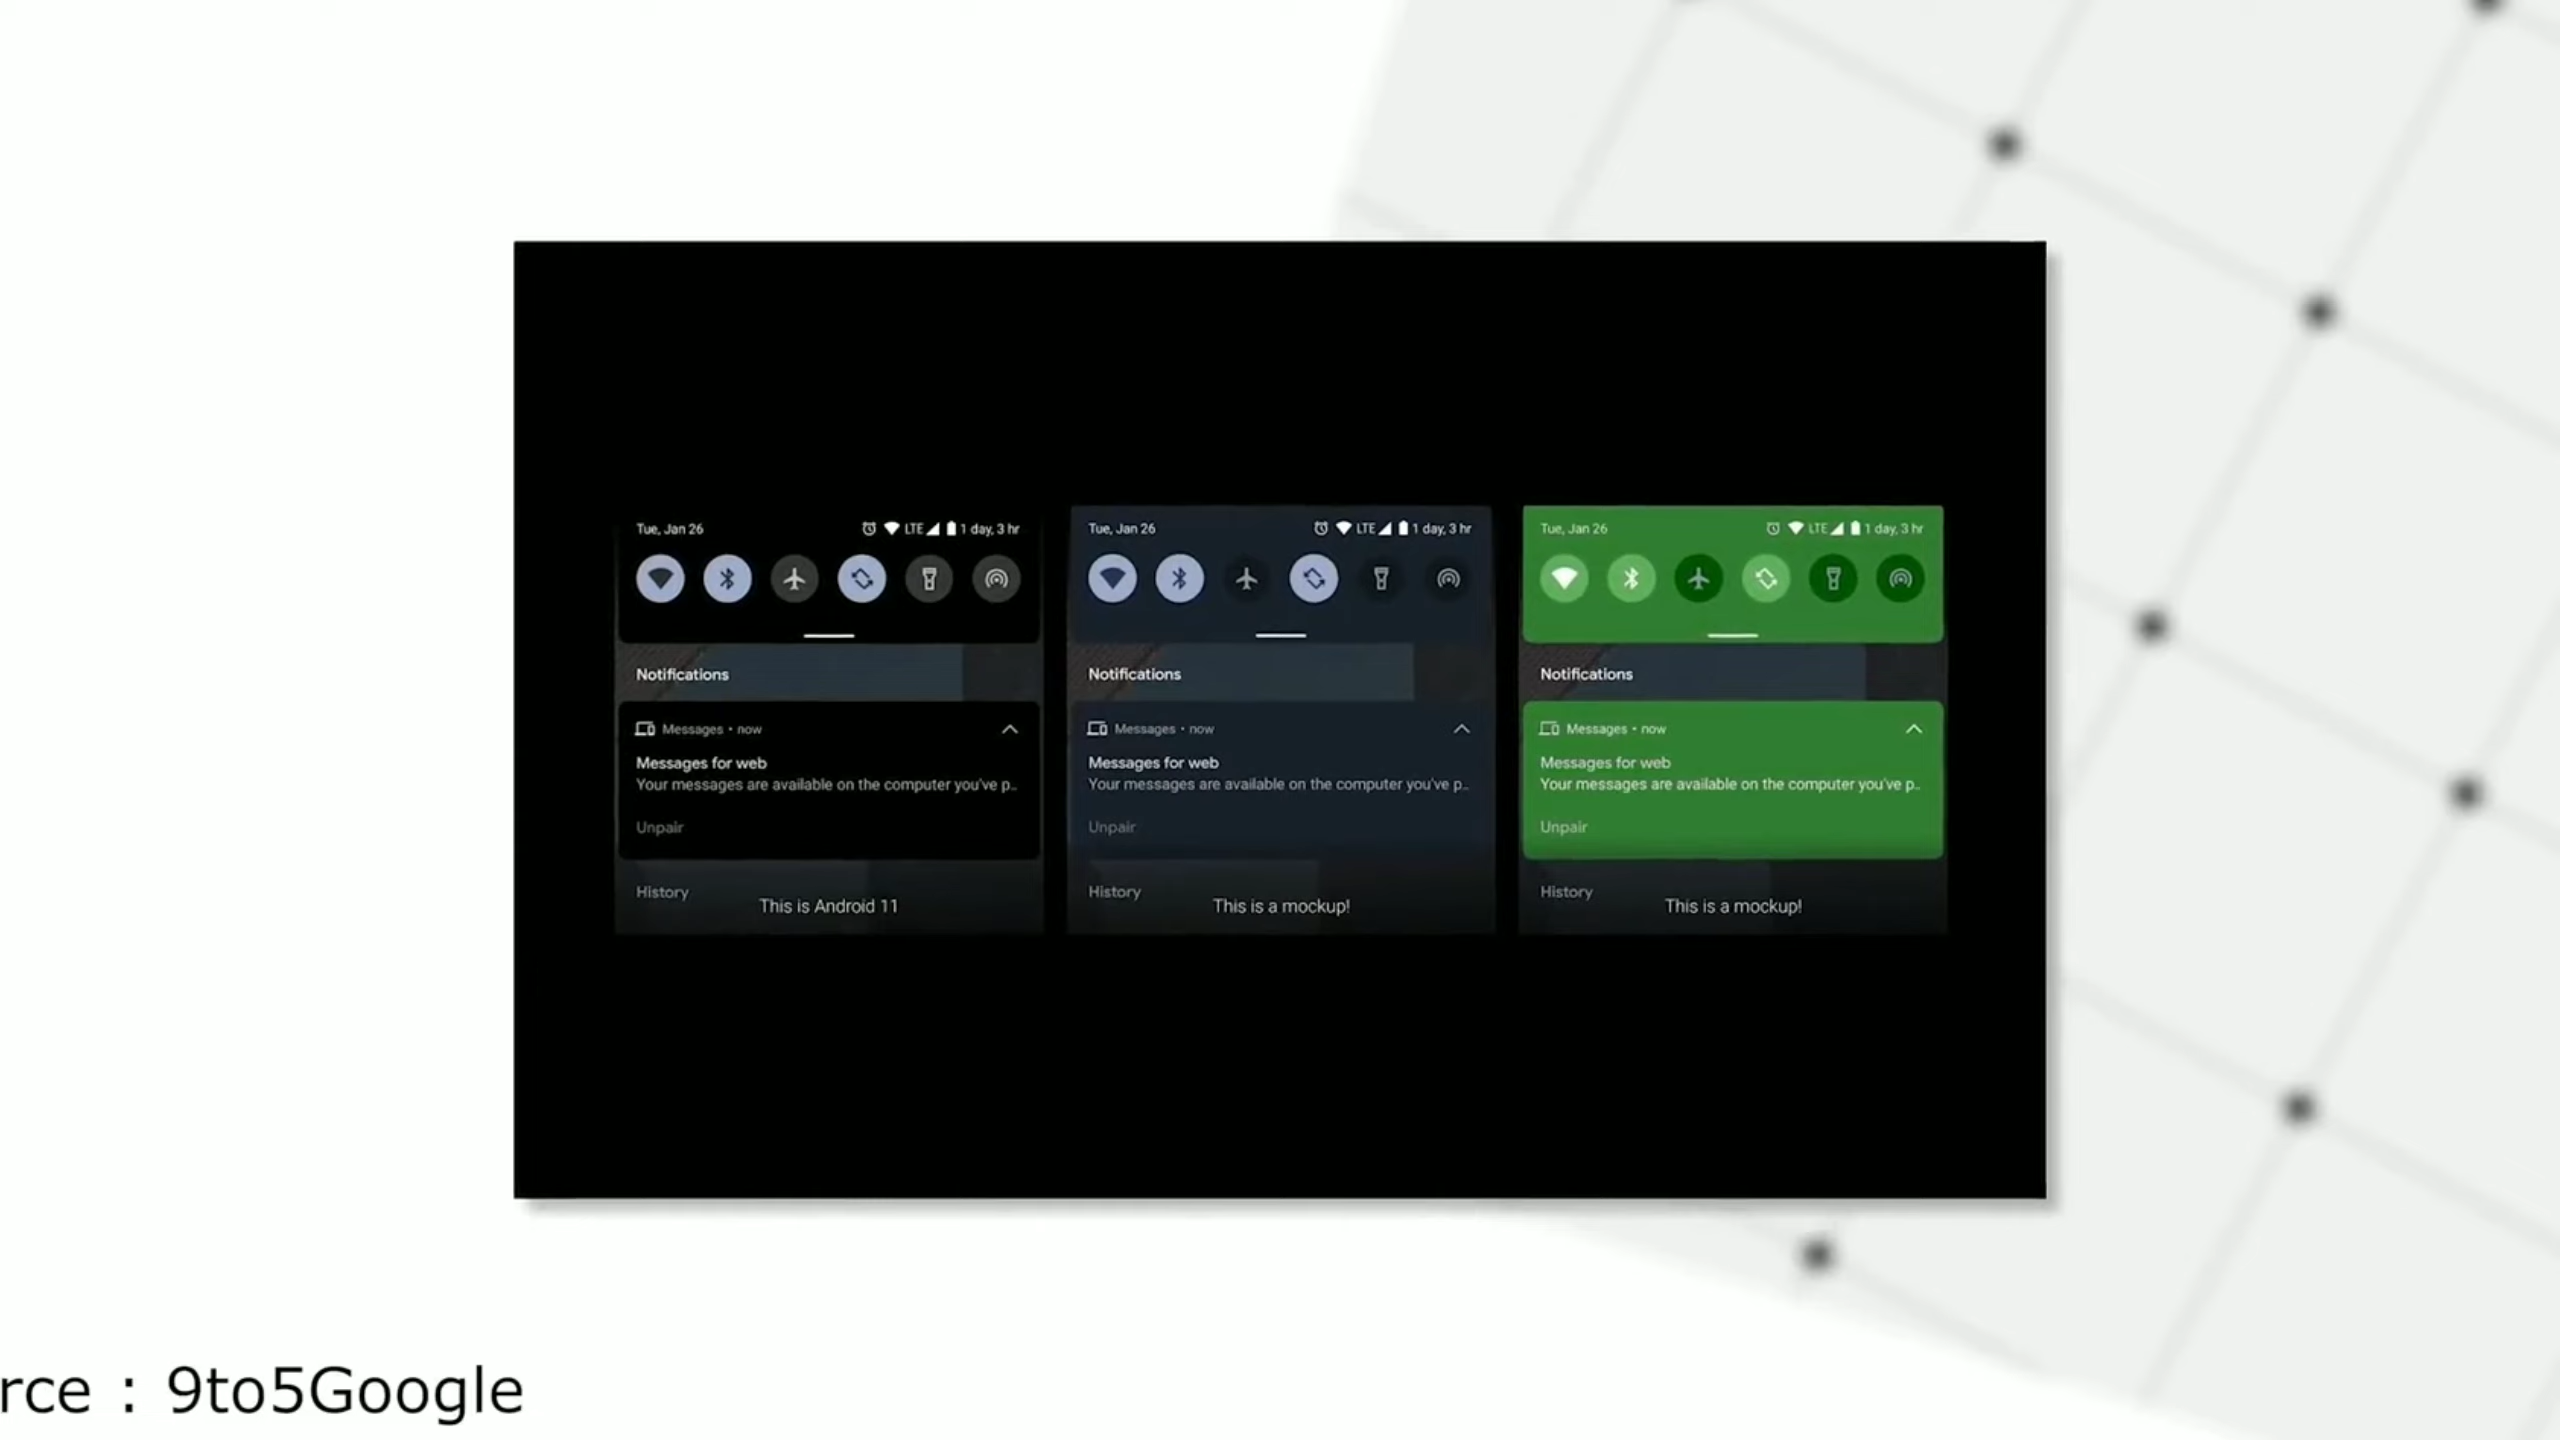 Tue, Jan 26 LTE 1 day, 3 hr
Notifications
Messages • now
Messages for web
Your messages are available on the computer you've p..
Unpair
History
This is Android 11
Tue, Jan 26 LTE 1 day, 3 hr
Notifications
Messages • now
Messages for web
Your messages are available on the computer you've p..
Unpair
History
This is a mockup!
Tue, Jan 26 LTE 1 day, 3 hr
Notifications
Messages • now
Messages for web
Your messages are available on the computer you've p..
Unpair
History
This is a mockup!
rce : 9to5Google